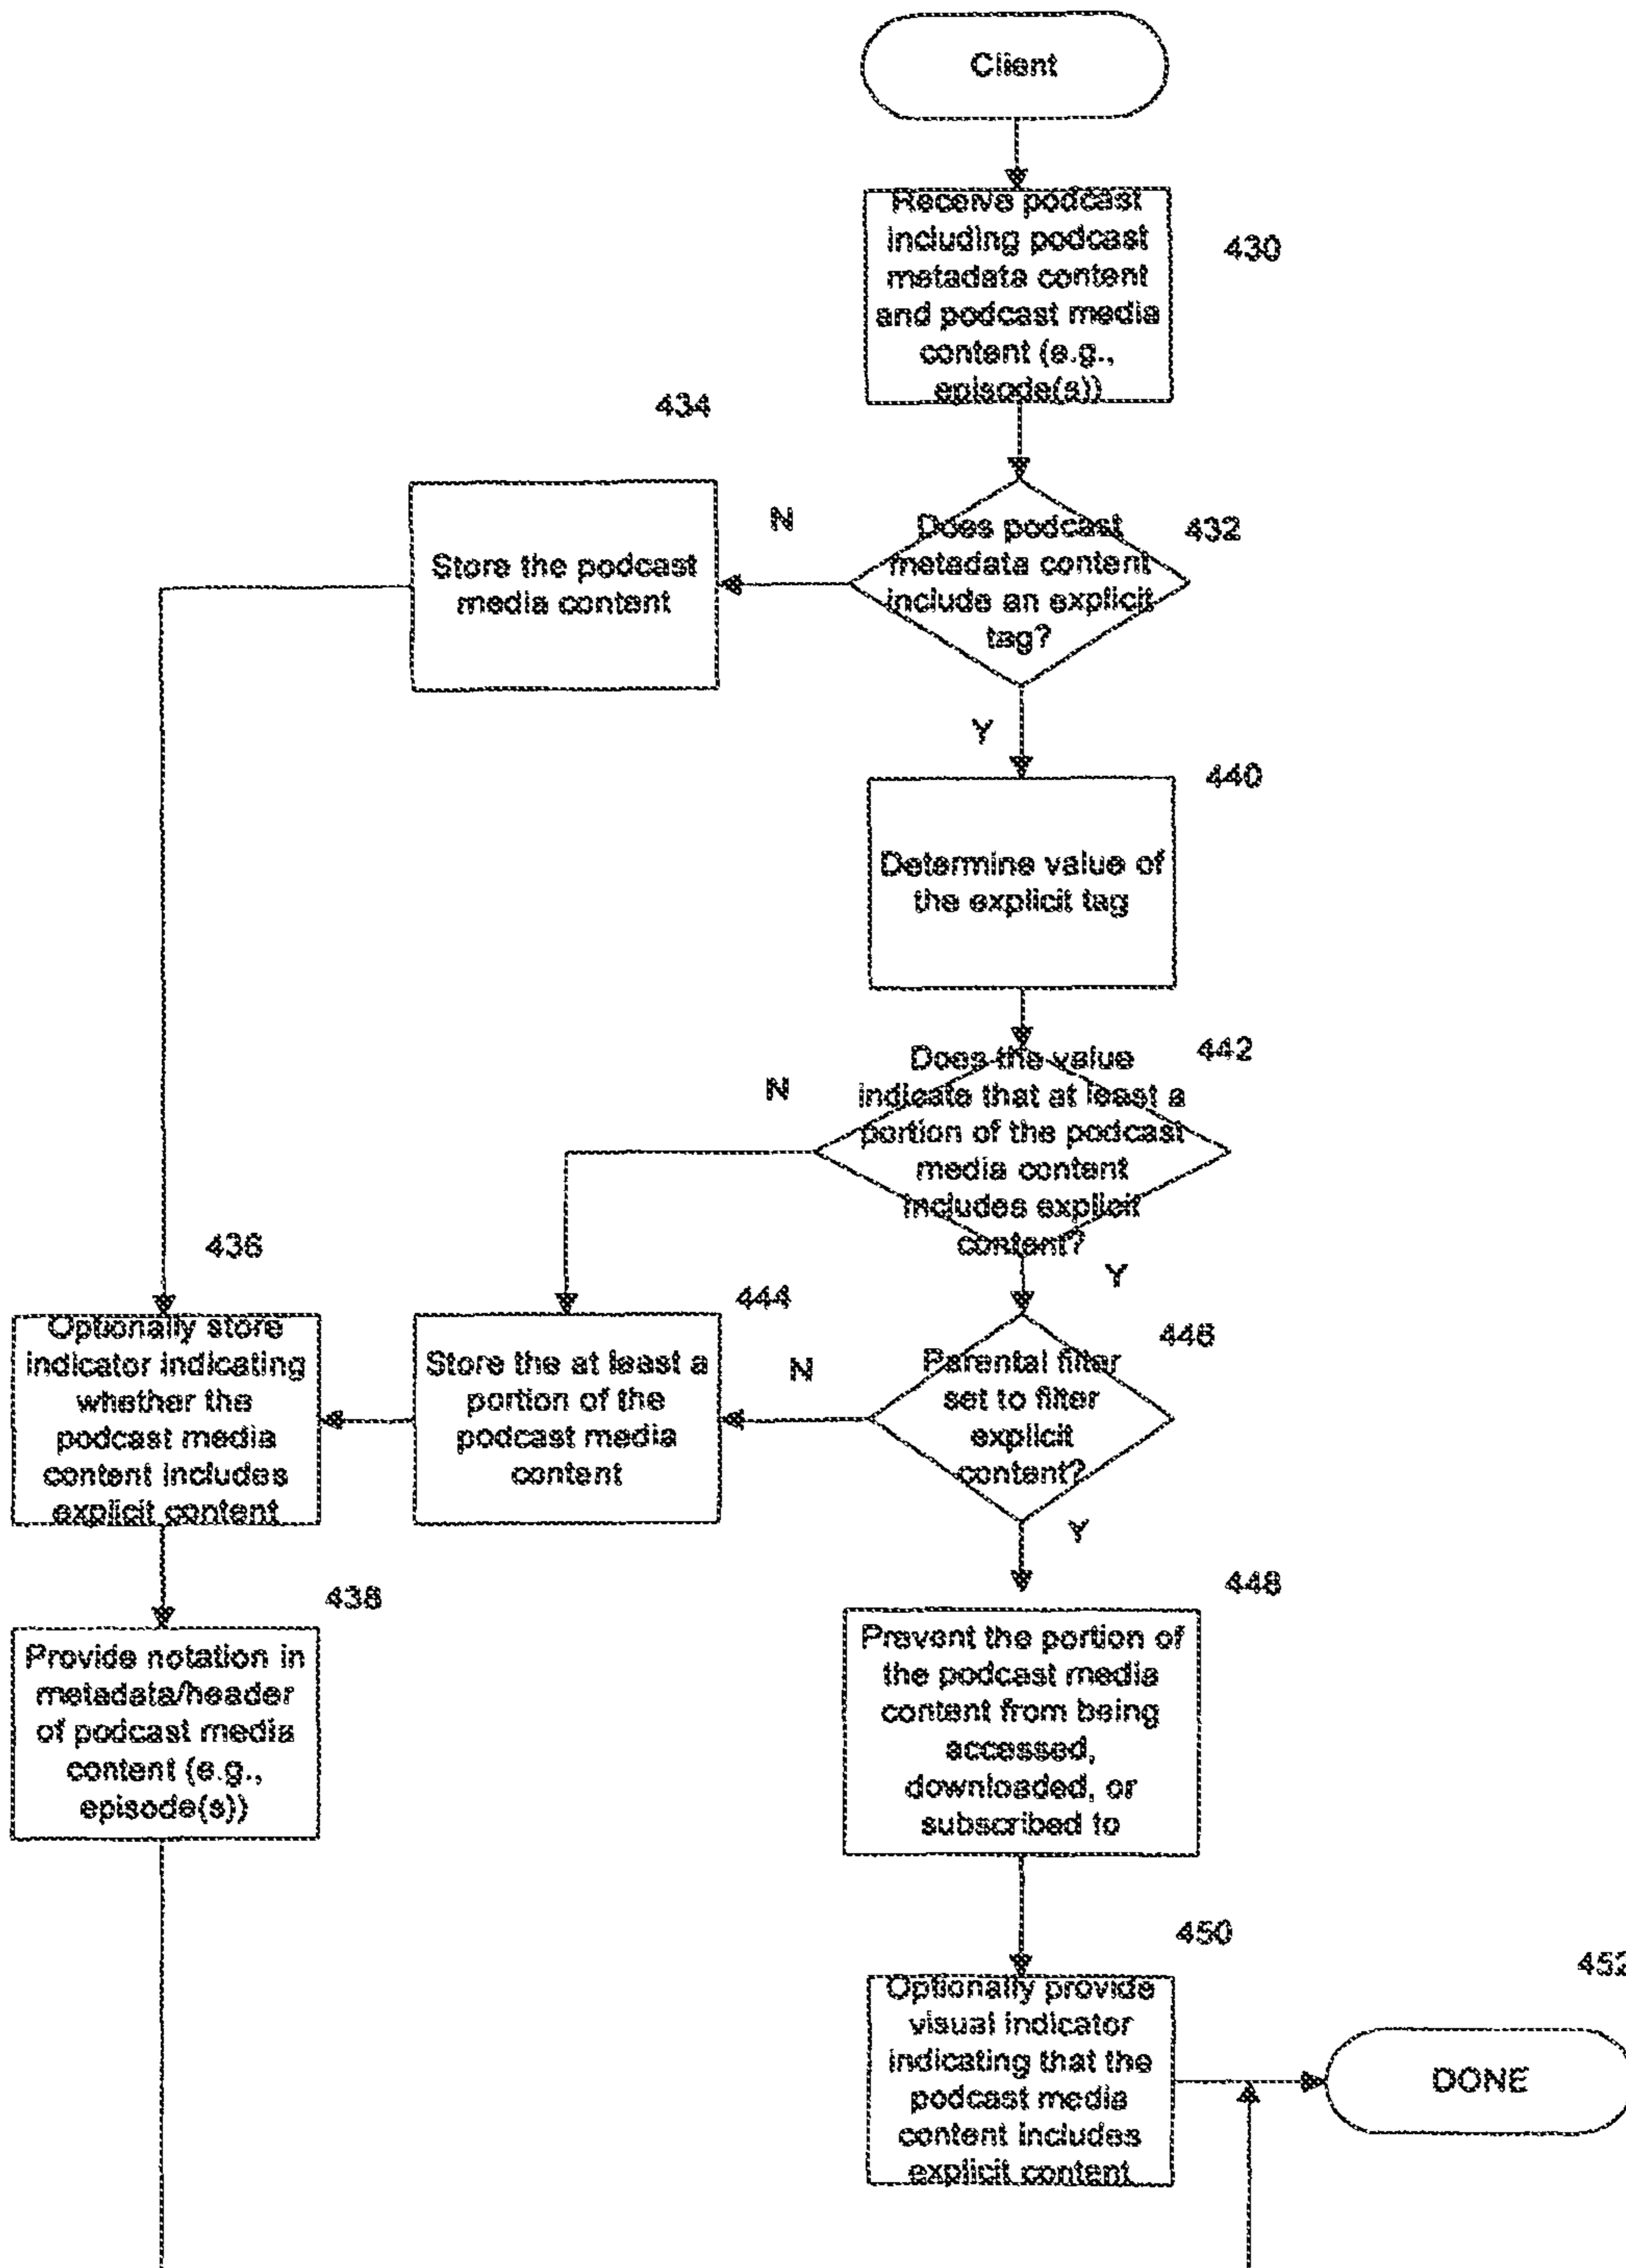 Client
Receive podcast
including podcast
metadata content
and podcast media
content (e.g.,
episode(s))
430
434
Does podcast
metadata content
include an explicit
tag?
432
N
Store the podcast
media content
Y
440
Determine value of
the explicit tag
Does the value
indicate that at least a
portion of the podcast
media content
includes explicit
content?
442
N
Y
436
Optionally store
indicator indicating
whether the
podcast media
content includes
explicit content
444
Store the at least a
portion of the
podcast media
content
N
446
Parental filter
set to filter
explicit
content?
Y
438
Provide notation in
metadata/header
of podcast media
content (e.g.,
episode(s))
448
Prevent the portion of
the podcast media
content from being
accessed,
downloaded, or
subscribed to
450
Optionally provide
visual indicator
indicating that the
podcast media
content includes
explicit content
452
DONE